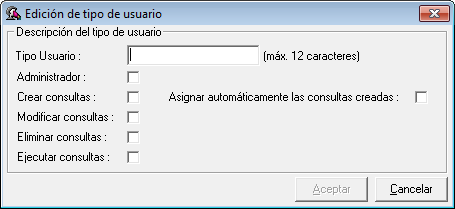 Edición de tipo de usuario
Descripción del tipo de usuario
Tipo Usuario : (máx. 12 caracteres)
Administrador :
Crear consultas : Asignar automáticamente las consultas creadas :
Modificar consultas :
Eliminar consultas :
Ejecutar consultas :
Aceptar Cancelar